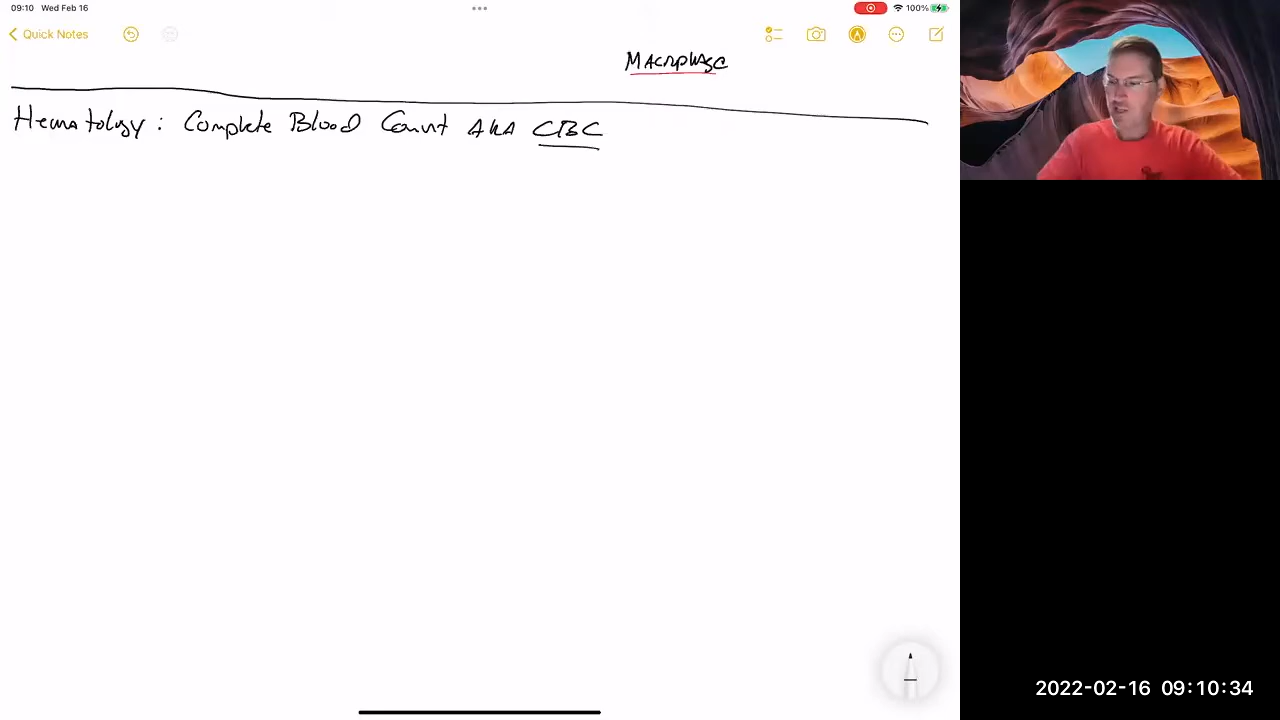 09:10 Wed Feb 16
100%
Quick Notes
Macrophage
Hematology: Complete Blood Count AKA CBC
2022-02-16 09:10:34